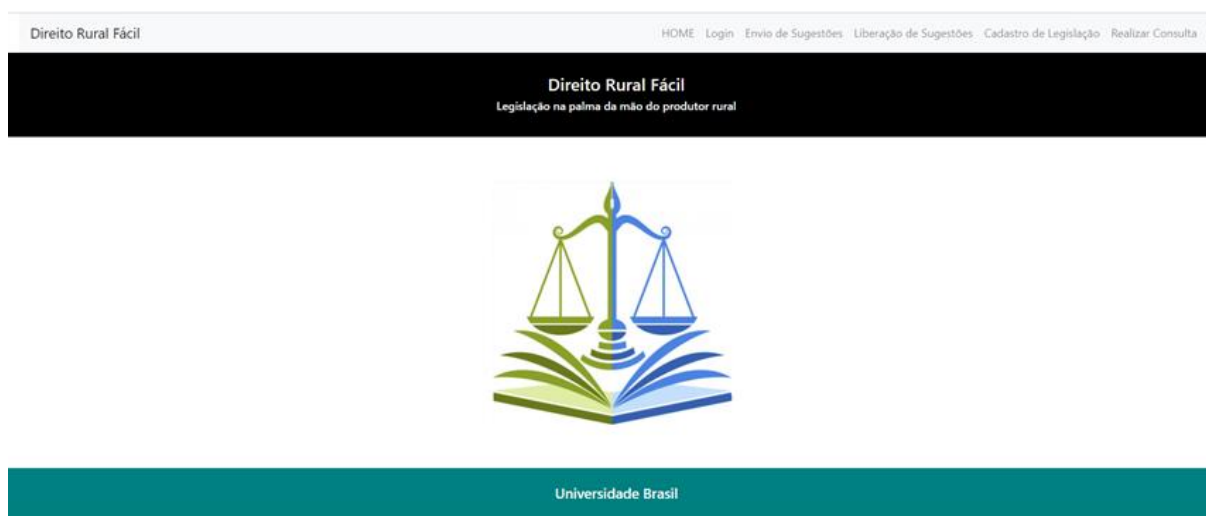 Direito Rural Fácil
HOME Login Envio de Sugestões Liberação de Sugestões Cadastro de Legislação Realizar Consulta
Direito Rural Fácil
Legislação na palma da mão do produtor rural
Universidade Brasil